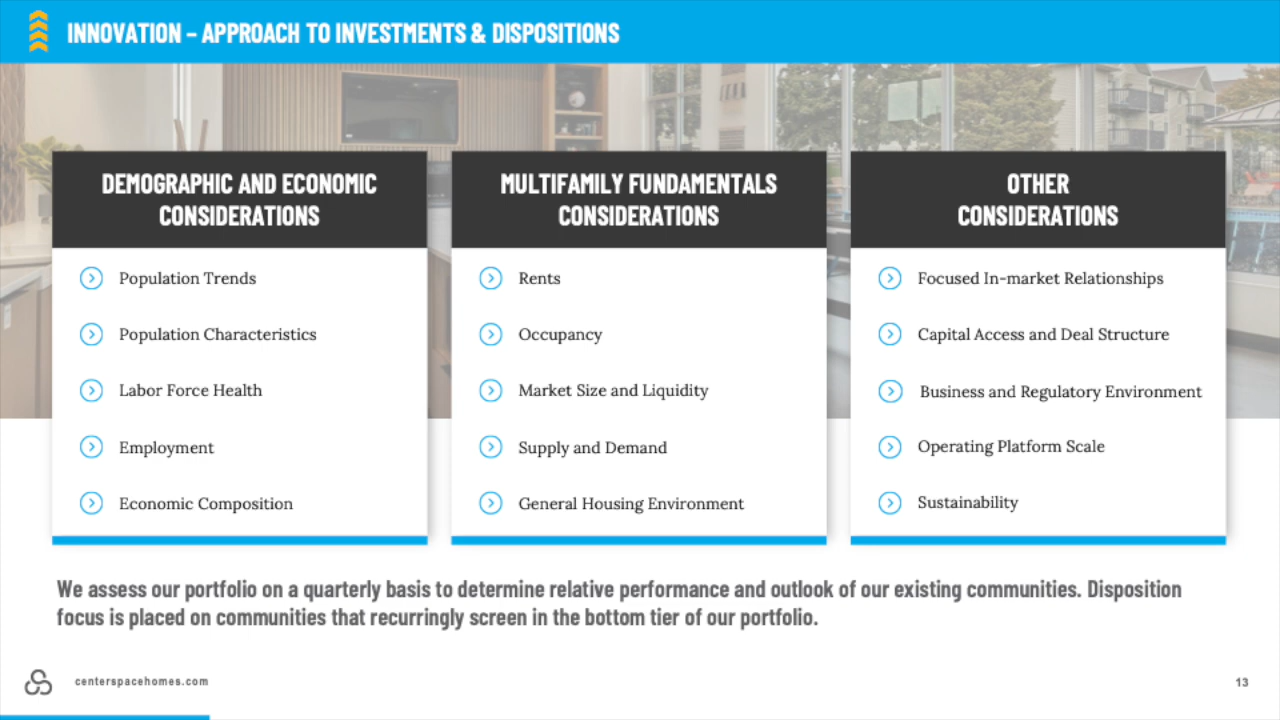 INNOVATION – APPROACH TO INVESTMENTS & DISPOSITIONS
DEMOGRAPHIC AND ECONOMIC
CONSIDERATIONS
Population Trends
Population Characteristics
Labor Force Health
Employment
Economic Composition
MULTIFAMILY FUNDAMENTALS
CONSIDERATIONS
Rents
Occupancy
Market Size and Liquidity
Supply and Demand
General Housing Environment
OTHER
CONSIDERATIONS
Focused In-market Relationships
Capital Access and Deal Structure
Business and Regulatory Environment
Operating Platform Scale
Sustainability
We assess our portfolio on a quarterly basis to determine relative performance and outlook of our existing communities. Disposition
focus is placed on communities that recurringly screen in the bottom tier of our portfolio.
centerspacehomes.com
13